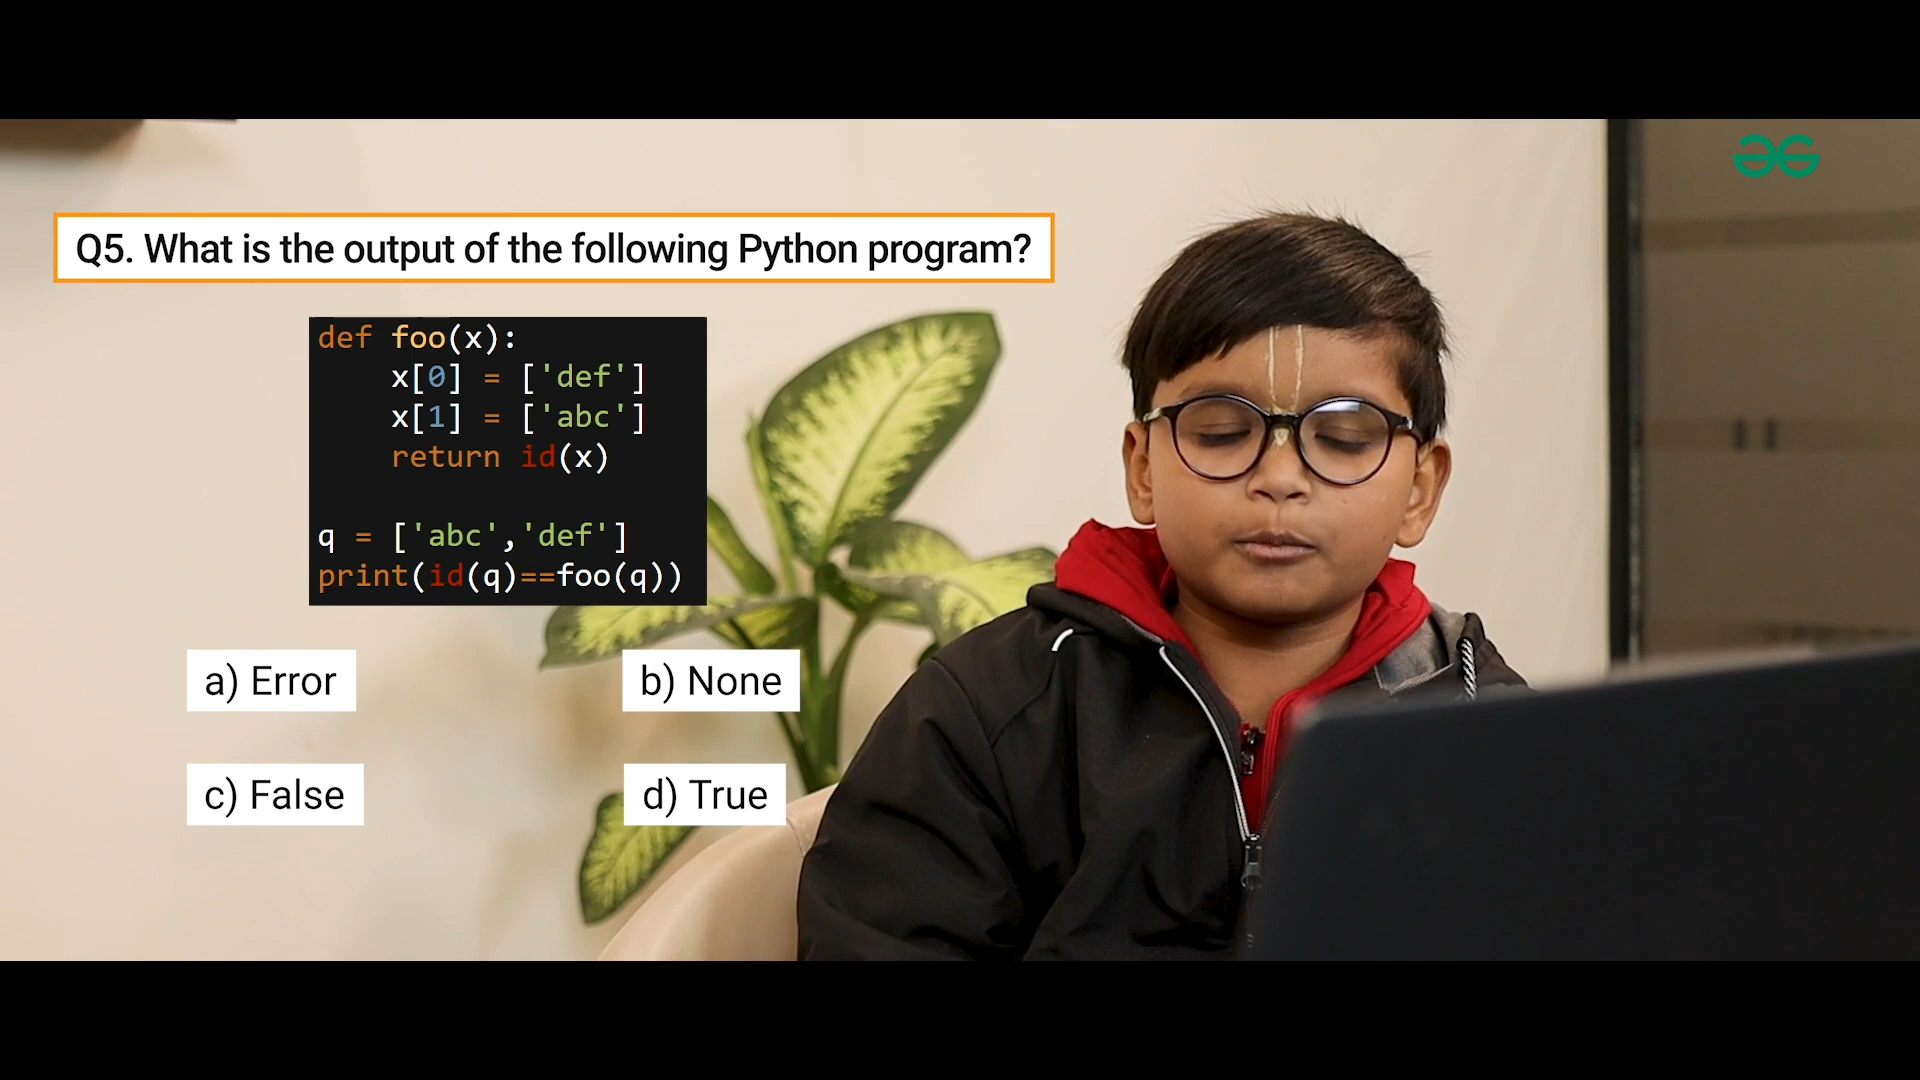 Q5. What is the output of the following Python program?
def foo(x):
    x[0] = ['def']
    x[1] = ['abc']
    return id(x)
q = ['abc','def']
print(id(q)==foo(q))
a) Error
b) None
c) False
d) True